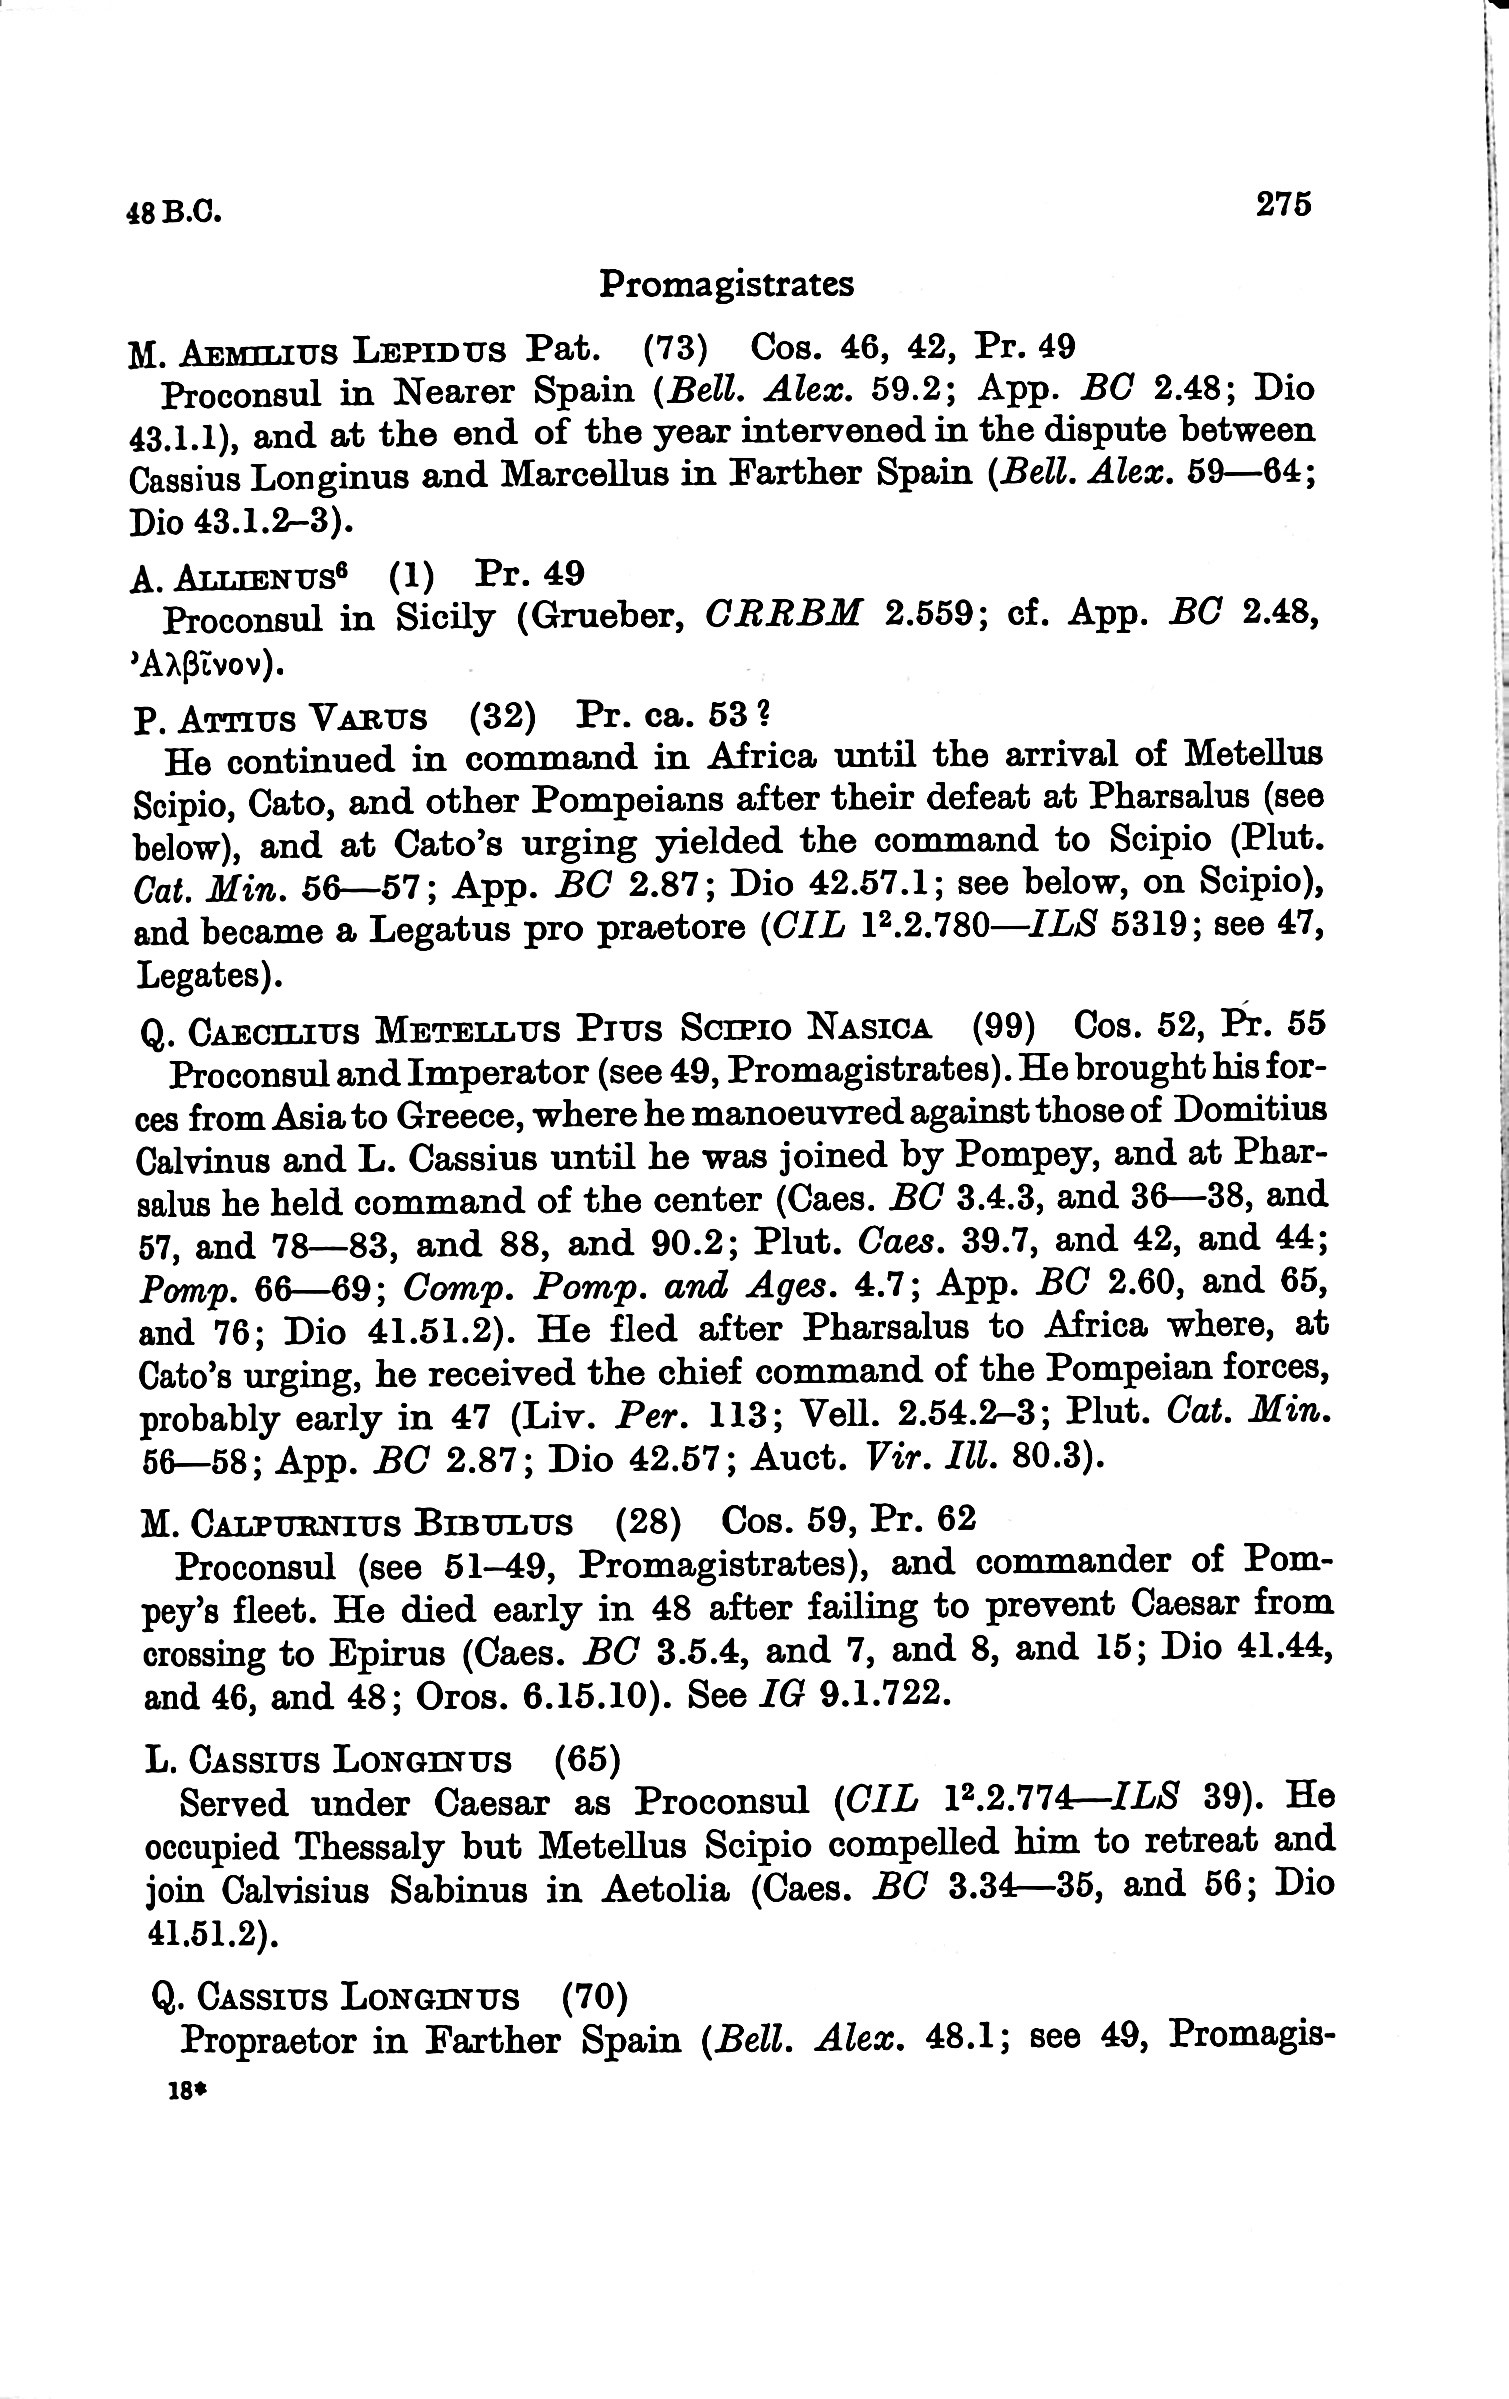 48 B.C. 275
Promagistrates
M. AEMILIUS LEPIDUS Pat. (73) Cos. 46, 42, Pr. 49
Proconsul in Nearer Spain (Bell. Alex. 59.2; App. BC 2.48; Dio
43.1.1), and at the end of the year intervened in the dispute between
Cassius Longinus and Marcellus in Farther Spain (Bell. Alex. 59—64;
Dio 43.1.2–3).
A. ALLIENUS⁶ (1) Pr. 49
Proconsul in Sicily (Grueber, CRRBM 2.559; cf. App. BC 2.48,
’Αλβῖνον).
P. ATTIUS VARUS (32) Pr. ca. 53?
He continued in command in Africa until the arrival of Metellus
Scipio, Cato, and other Pompeians after their defeat at Pharsalus (see
below), and at Cato’s urging yielded the command to Scipio (Plut.
Cat. Min. 56—57; App. BC 2.87; Dio 42.57.1; see below, on Scipio),
and became a Legatus pro praetore (CIL 1².2.780—ILS 5319; see 47,
Legates).
Q. CAECILIUS METELLUS PIUS SCIPIO NASICA (99) Cos. 52, Pr. 55
Proconsul and Imperator (see 49, Promagistrates). He brought his for-
ces from Asia to Greece, where he manoeuvred against those of Domitius
Calvinus and L. Cassius until he was joined by Pompey, and at Phar-
salus he held command of the center (Caes. BC 3.4.3, and 36—38, and
57, and 78—83, and 88, and 90.2; Plut. Caes. 39.7, and 42, and 44;
Pomp. 66—69; Comp. Pomp. and Ages. 4.7; App. BC 2.60, and 65,
and 76; Dio 41.51.2). He fled after Pharsalus to Africa where, at
Cato’s urging, he received the chief command of the Pompeian forces,
probably early in 47 (Liv. Per. 113; Vell. 2.54.2–3; Plut. Cat. Min.
56—58; App. BC 2.87; Dio 42.57; Auct. Vir. Ill. 80.3).
M. CALPURNIUS BIBULUS (28) Cos. 59, Pr. 62
Proconsul (see 51–49, Promagistrates), and commander of Pom-
pey’s fleet. He died early in 48 after failing to prevent Caesar from
crossing to Epirus (Caes. BC 3.5.4, and 7, and 8, and 15; Dio 41.44,
and 46, and 48; Oros. 6.15.10). See IG 9.1.722.
L. CASSIUS LONGINUS (65)
Served under Caesar as Proconsul (CIL 1².2.774—ILS 39). He
occupied Thessaly but Metellus Scipio compelled him to retreat and
join Calvisius Sabinus in Aetolia (Caes. BC 3.34—35, and 56; Dio
41.51.2).
Q. CASSIUS LONGINUS (70)
Propraetor in Farther Spain (Bell. Alex. 48.1; see 49, Promagis-
18*